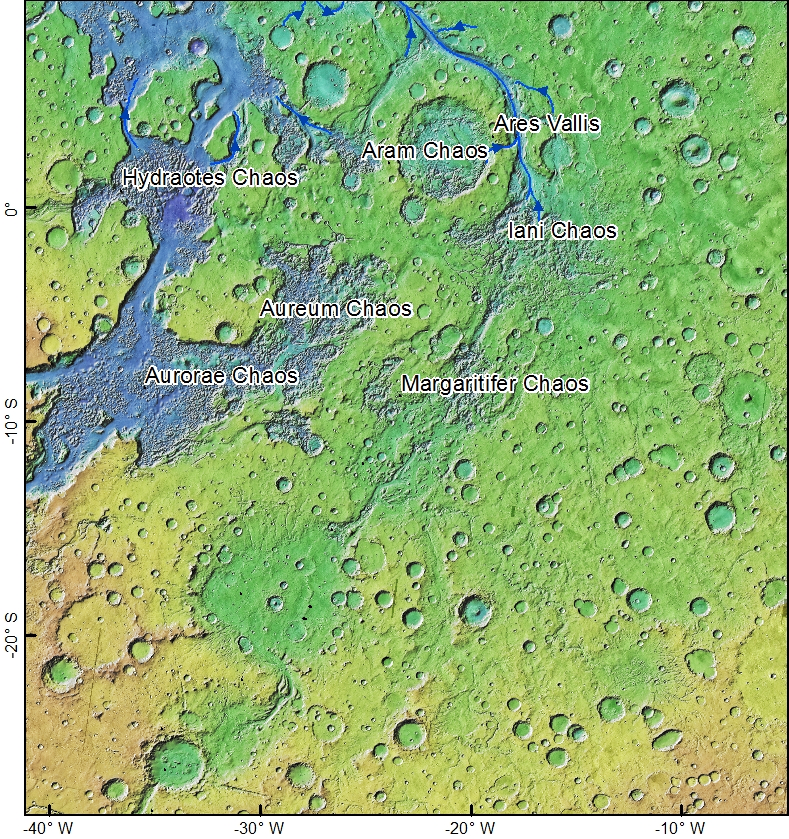 Ares Vallis
Aram Chaos
Hydraotes Chaos
0°
Iani Chaos
Aureum Chaos
Aurorae Chaos
Margaritifer Chaos
-10° S
-20° S
-40° W
-30° W
-20° W
-10° W